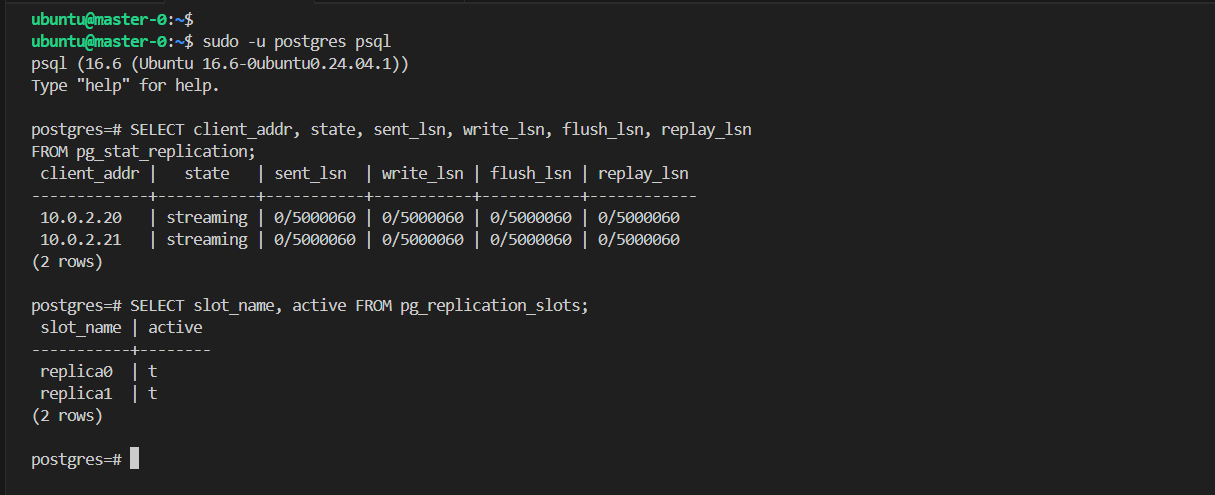 ubuntu@master-0:~$
ubuntu@master-0:~$ sudo -u postgres psql
psql (16.6 (Ubuntu 16.6-0ubuntu0.24.04.1))
Type "help" for help.
postgres=# SELECT client_addr, state, sent_lsn, write_lsn, flush_lsn, replay_lsn
FROM pg_stat_replication;
 client_addr |   state   | sent_lsn  | write_lsn | flush_lsn | replay_lsn
-------------+-----------+-----------+-----------+-----------+------------
 10.0.2.20   | streaming | 0/5000060 | 0/5000060 | 0/5000060 | 0/5000060
 10.0.2.21   | streaming | 0/5000060 | 0/5000060 | 0/5000060 | 0/5000060
(2 rows)
postgres=# SELECT slot_name, active FROM pg_replication_slots;
 slot_name | active
-----------+--------
 replica0  | t
 replica1  | t
(2 rows)
postgres=#